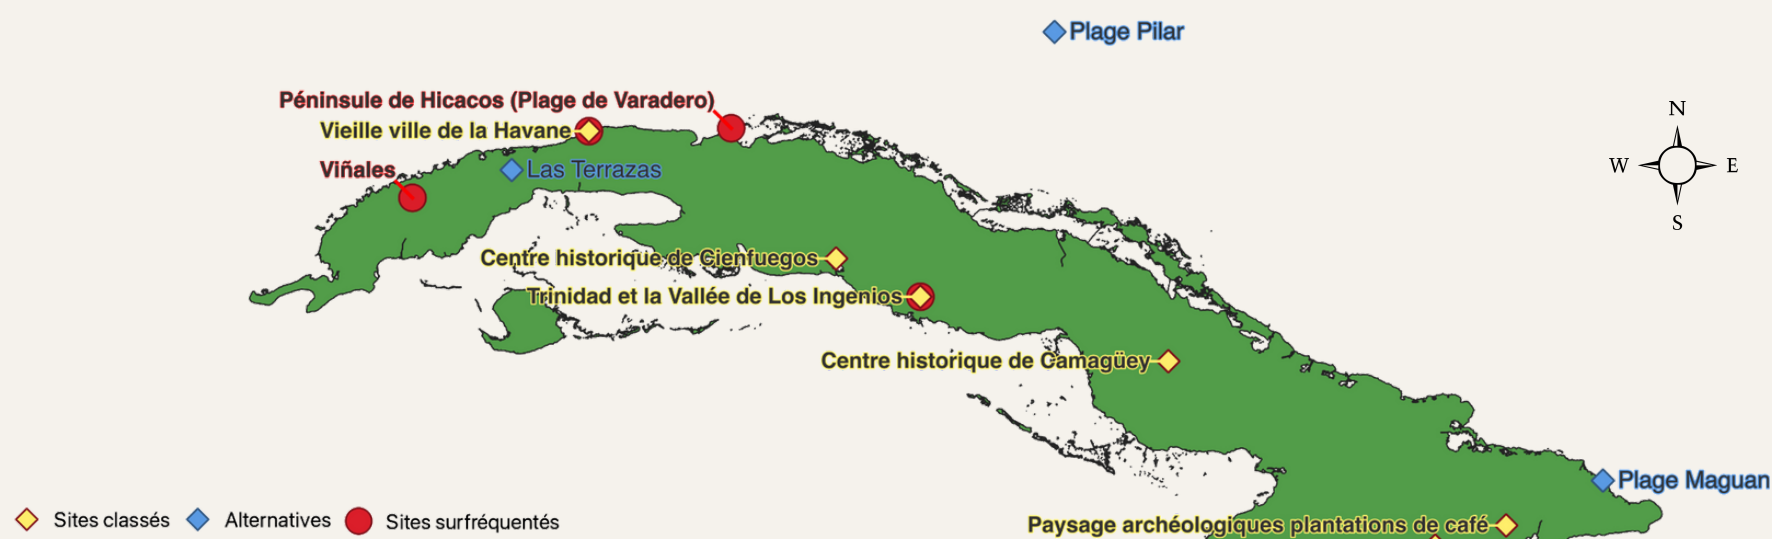 Plage Pilar
Péninsule de Hicacos (Plage de Varadero)
Vieille ville de la Havane
Viñales
Las Terrazas
N
W
E
S
Centre historique de Cienfuegos
Trinidad et la Vallée de Los Ingenios
Centre historique de Camagüey
Plage Maguan
Paysage archéologiques plantations de café
Sites classés
Alternatives
Sites surfréquentés